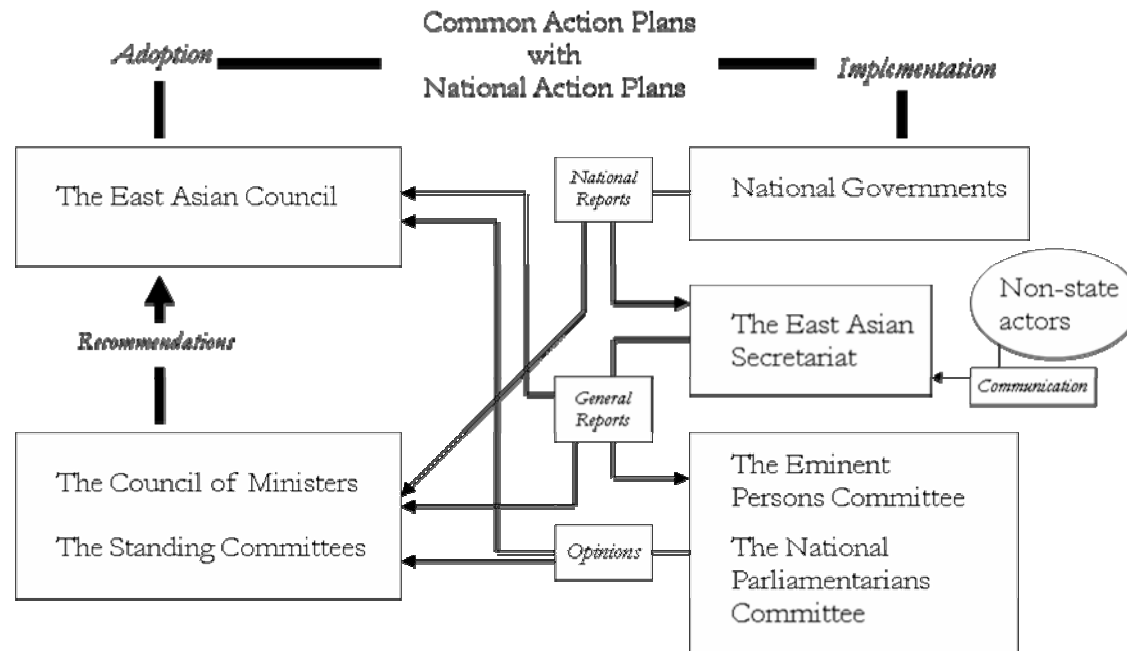 Common Action Plans
with
National Action Plans
Adoption
Implementation
The East Asian Council
National
Reports
National Governments
Non-state
actors
The East Asian
Secretariat
Recommendations
Communication
General
Reports
The Council of Ministers
The Standing Committees
The Eminent
Persons Committee
Opinions
The National
Parliamentarians
Committee